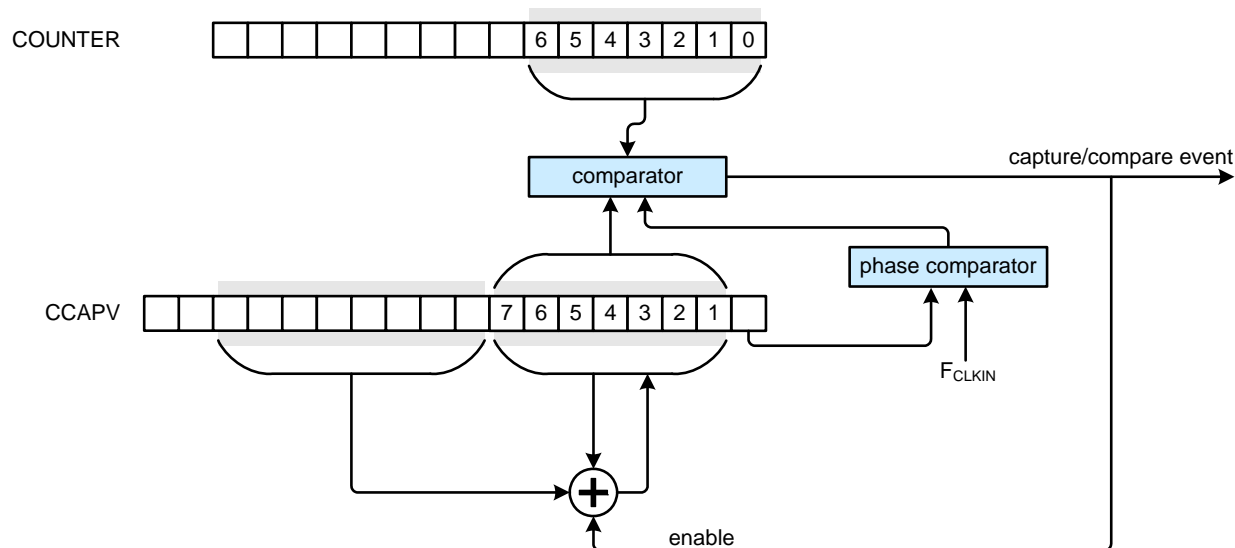 COUNTER 6 5 4 3 2 1 0
capture/compare event
comparator
phase comparator
CCAPV 7 6 5 4 3 2 1
FCLKIN
+
enable